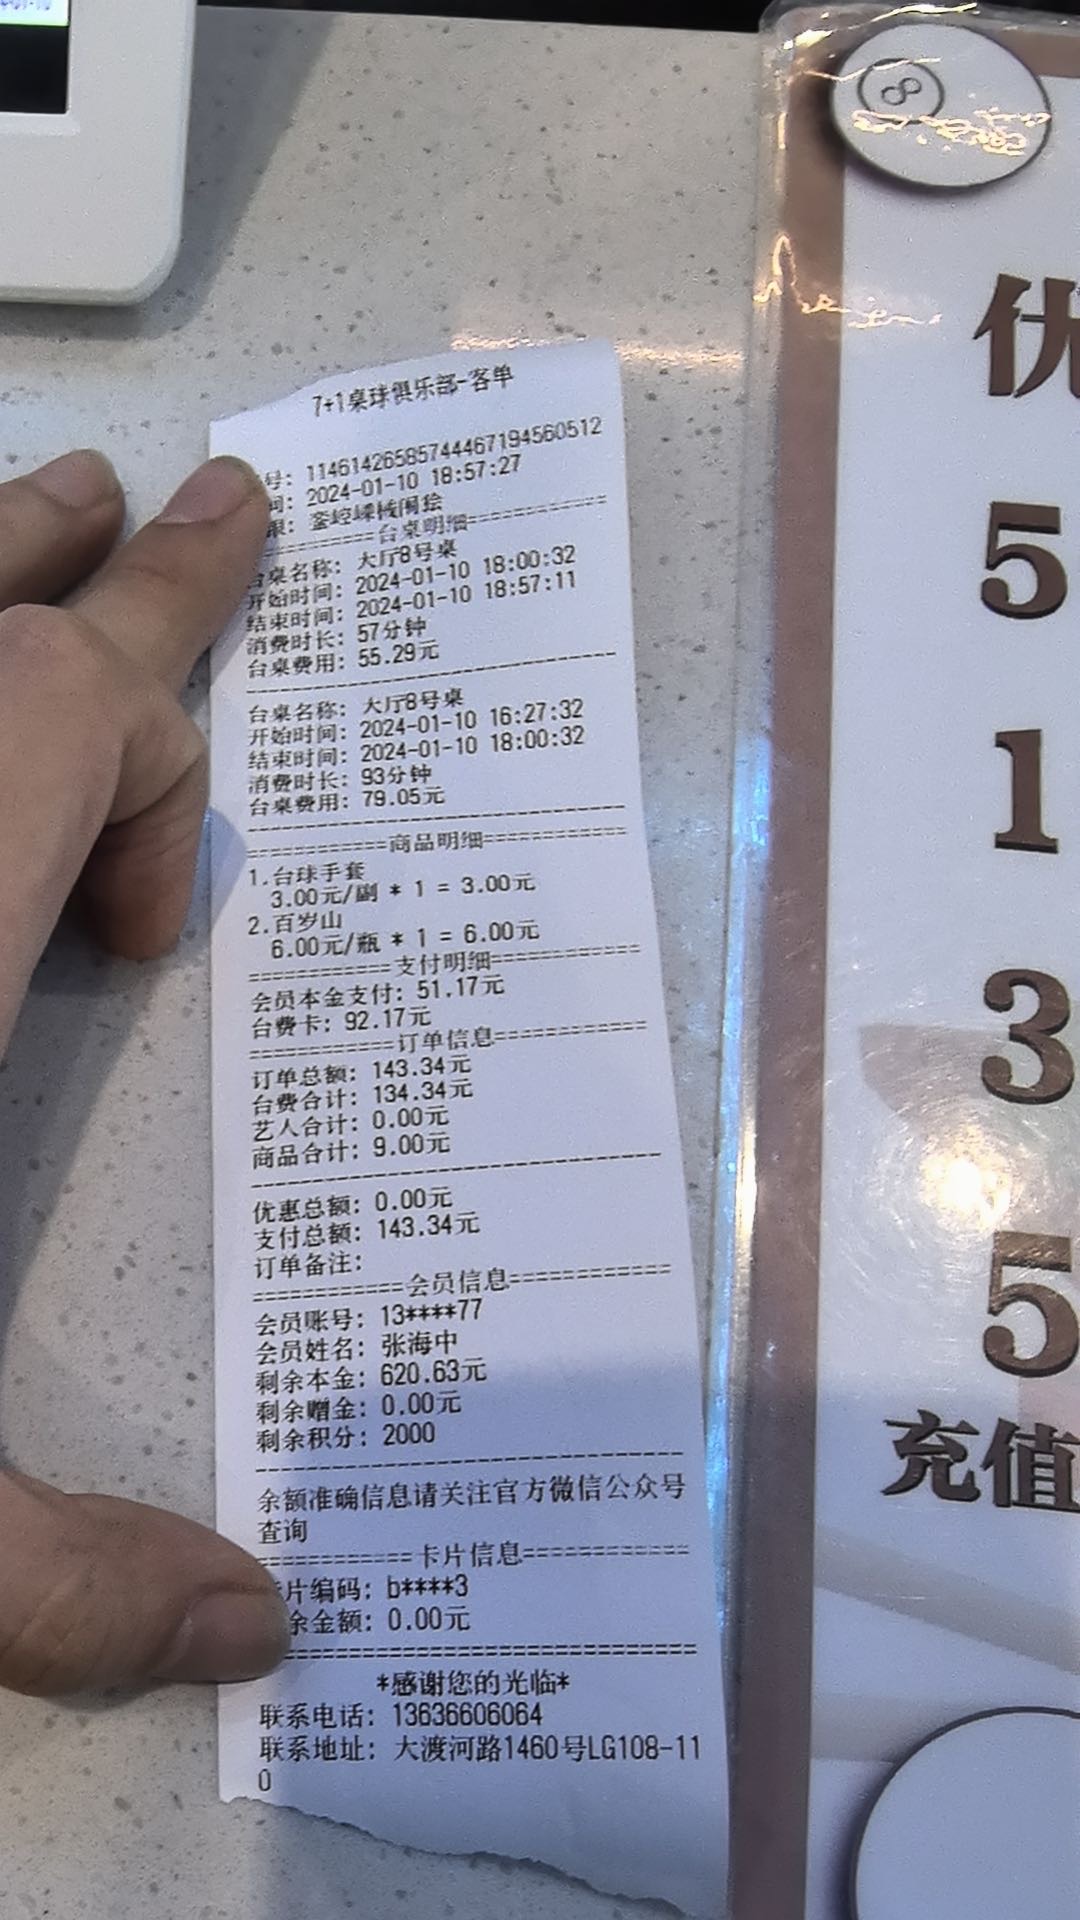 7+1桌球俱乐部-客单
号: 11461426585744467194560512
间: 2024-01-10 18:57:27
============台桌明细============
台桌名称: 大厅8号桌
开始时间: 2024-01-10 18:00:32
结束时间: 2024-01-10 18:57:11
消费时长: 57分钟
台桌费用: 55.29元
台桌名称: 大厅8号桌
开始时间: 2024-01-10 16:27:32
结束时间: 2024-01-10 18:00:32
消费时长: 93分钟
台桌费用: 79.05元
============商品明细============
1.台球手套
3.00元/副 * 1 = 3.00元
2.百岁山
6.00元/瓶 * 1 = 6.00元
============支付明细============
会员本金支付: 51.17元
台费卡: 92.17元
============订单信息============
订单总额: 143.34元
台费合计: 134.34元
艺人合计: 0.00元
商品合计: 9.00元
优惠总额: 0.00元
支付总额: 143.34元
订单备注:
============会员信息============
会员账号: 13****77
会员姓名: 张海中
剩余本金: 620.63元
剩余赠金: 0.00元
剩余积分: 2000
余额准确信息请关注官方微信公众号
查询
============卡片信息============
片编码: b****3
余金额: 0.00元
*感谢您的光临*
联系电话: 13636606064
联系地址: 大渡河路1460号LG108-11
0
8
优
5
1
3
5
充值